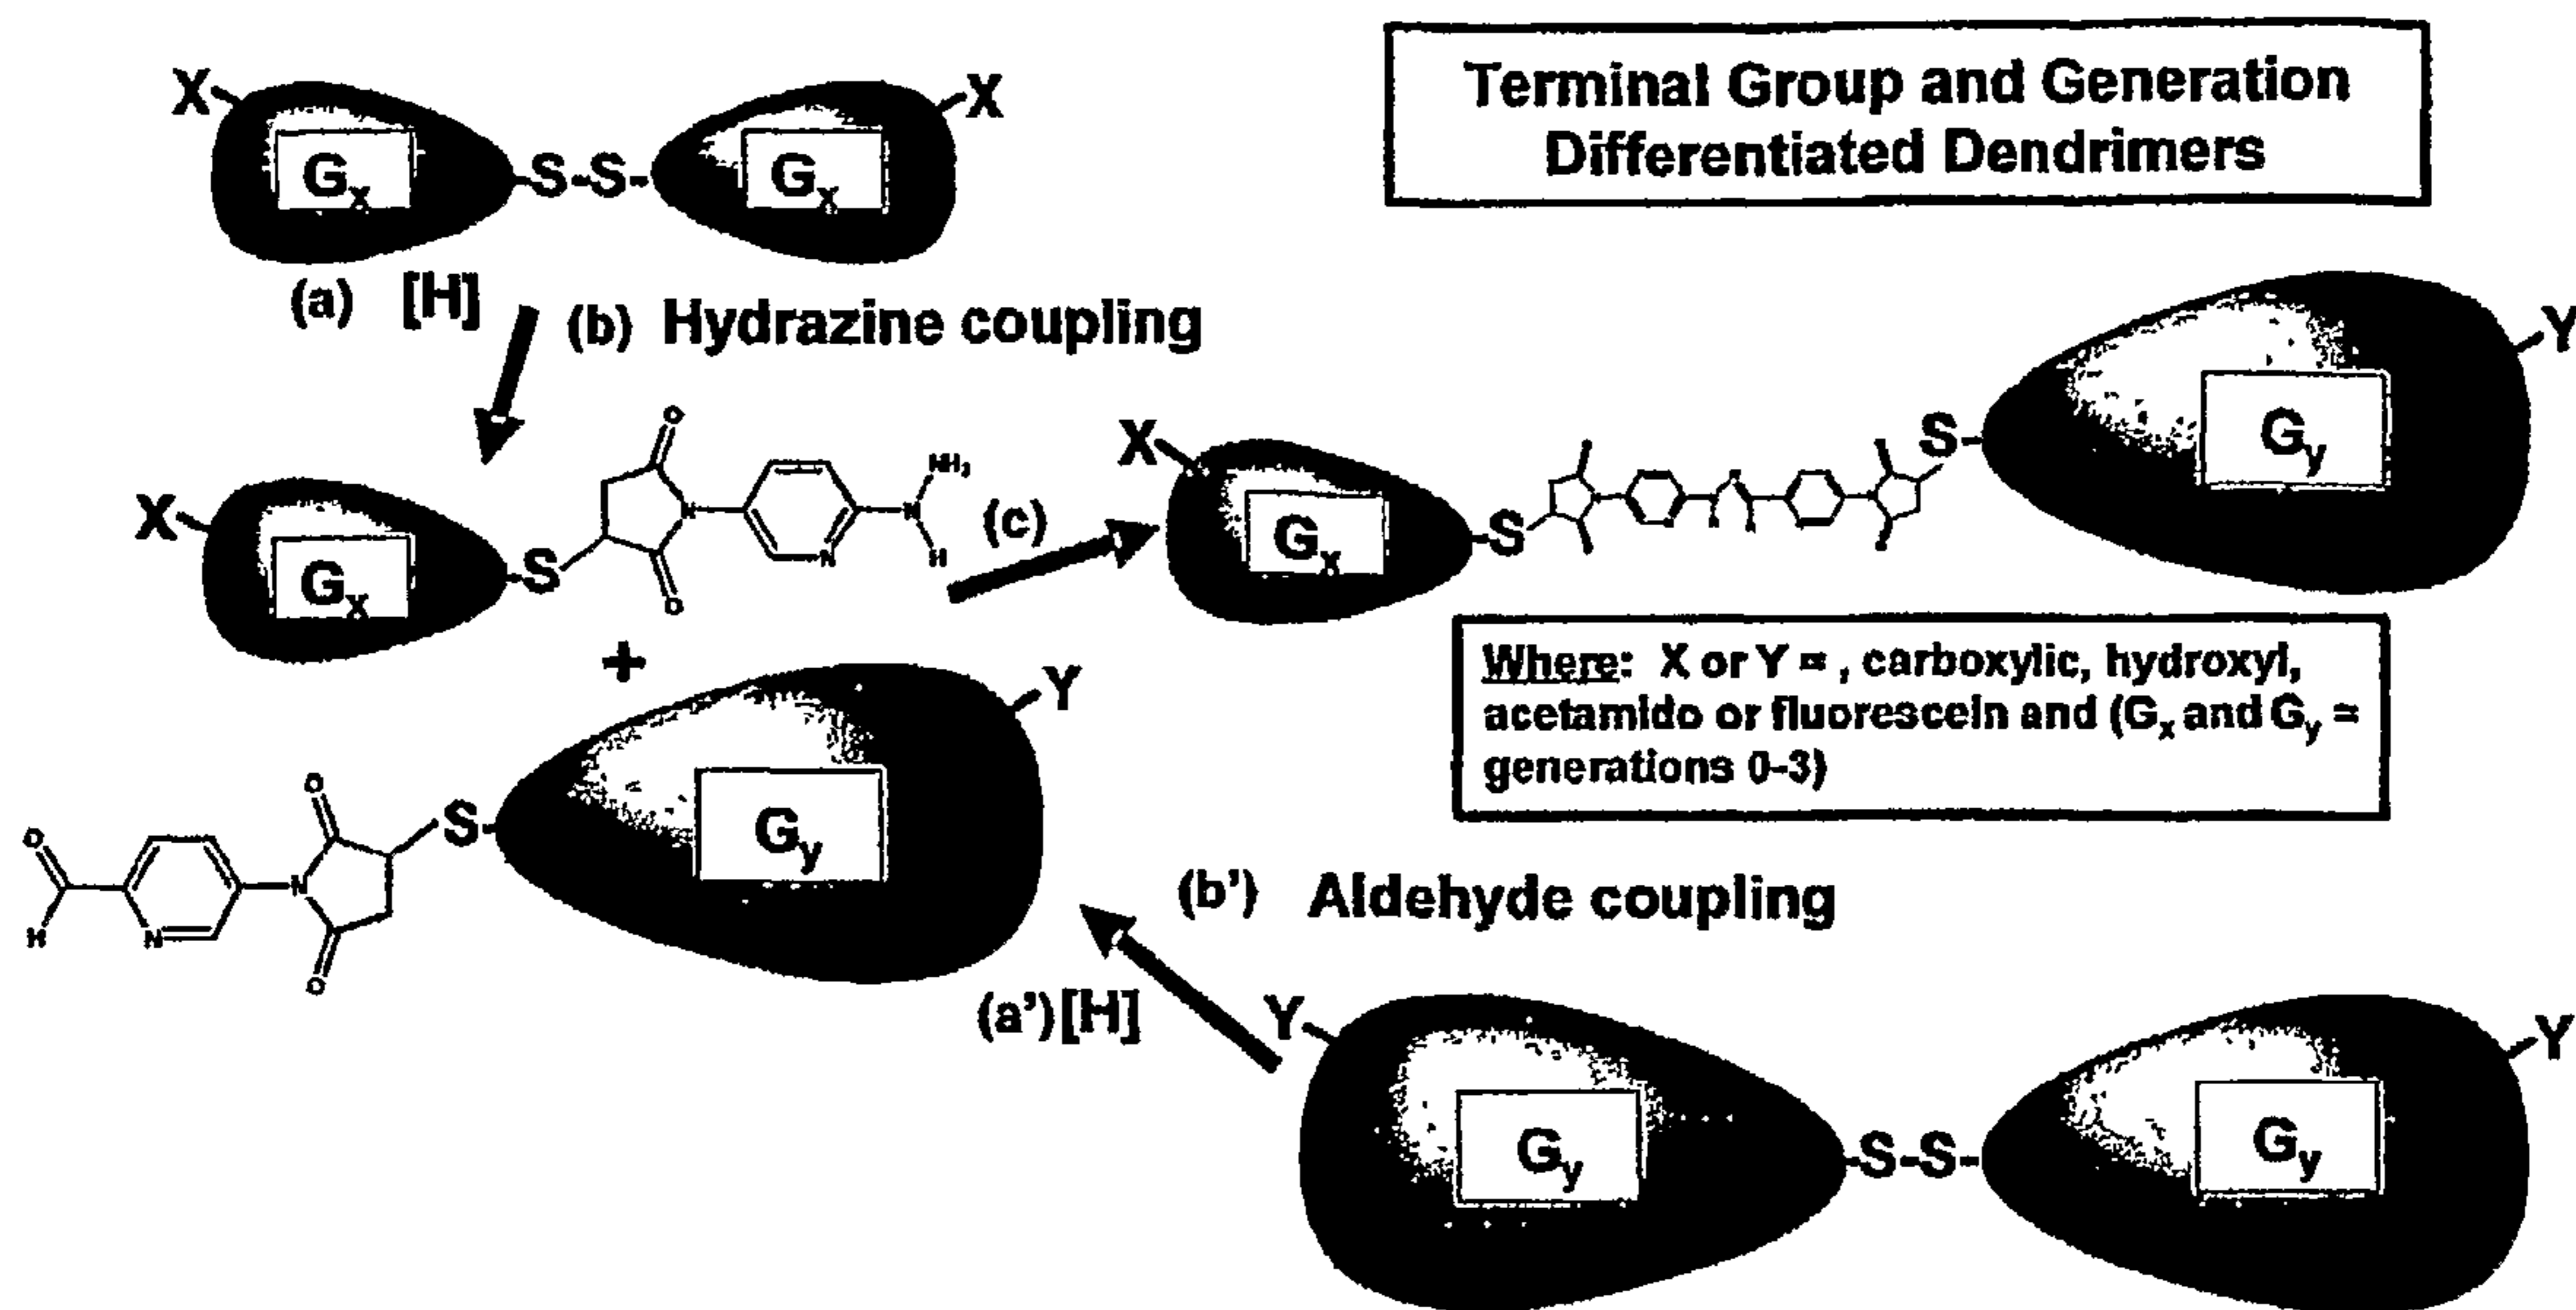 Terminal Group and Generation
Differentiated Dendrimers
X
X
Gx
-S-S-
Gx
(a) [H]
(b) Hydrazine coupling
X
Gx
-S
O
O
N
N
NH2
N
H
(c)
X
Gx
-S
S-
Gy
Y
+
Y
Gy
S-
O
O
N
N
O
H
Where: X or Y = , carboxylic, hydroxyl,
acetamido or fluorescein and (Gx and Gy =
generations 0-3)
(b') Aldehyde coupling
(a')[H]
Y
Gy
-S-S-
Gy
Y